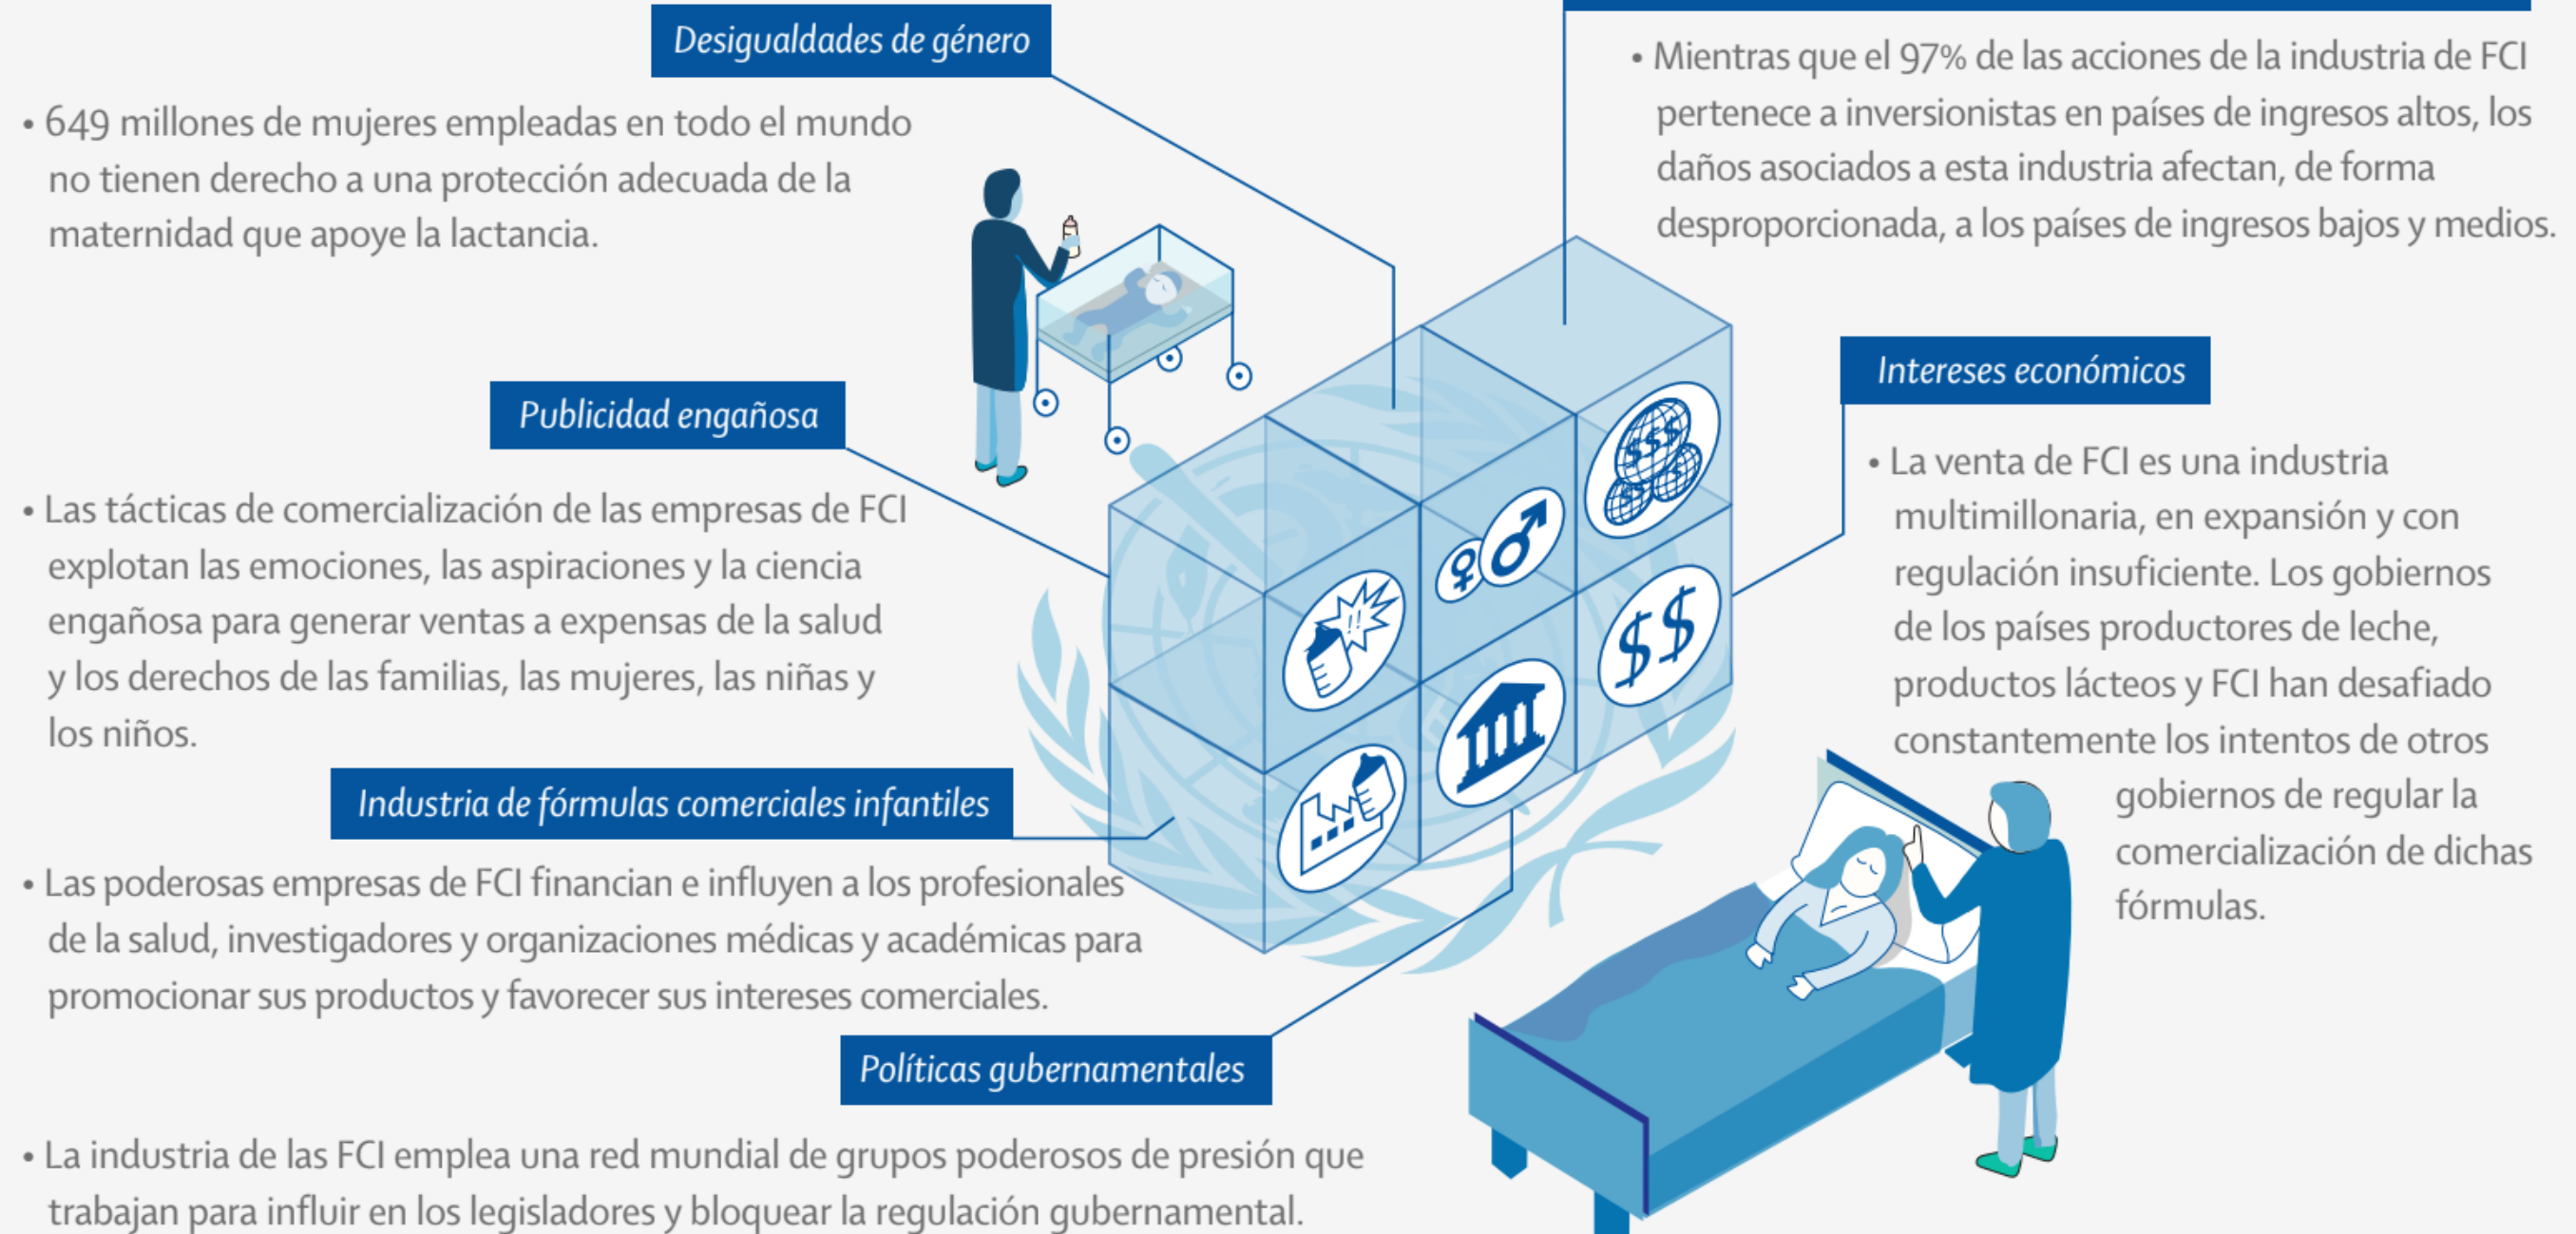 Desigualdades de género
• 649 millones de mujeres empleadas en todo el mundo
no tienen derecho a una protección adecuada de la
maternidad que apoye la lactancia.
Publicidad engañosa
• Las tácticas de comercialización de las empresas de FCI
explotan las emociones, las aspiraciones y la ciencia
engañosa para generar ventas a expensas de la salud
y los derechos de las familias, las mujeres, las niñas y
los niños.
Industria de fórmulas comerciales infantiles
• Las poderosas empresas de FCI financian e influyen a los profesionales
de la salud, investigadores y organizaciones médicas y académicas para
promocionar sus productos y favorecer sus intereses comerciales.
Políticas gubernamentales
• La industria de las FCI emplea una red mundial de grupos poderosos de presión que
trabajan para influir en los legisladores y bloquear la regulación gubernamental.
• Mientras que el 97% de las acciones de la industria de FCI
pertenece a inversionistas en países de ingresos altos, los
daños asociados a esta industria afectan, de forma
desproporcionada, a los países de ingresos bajos y medios.
Intereses económicos
• La venta de FCI es una industria
multimillonaria, en expansión y con
regulación insuficiente. Los gobiernos
de los países productores de leche,
productos lácteos y FCI han desafiado
constantemente los intentos de otros
gobiernos de regular la
comercialización de dichas
fórmulas.
$$$
$
$
!!
$$